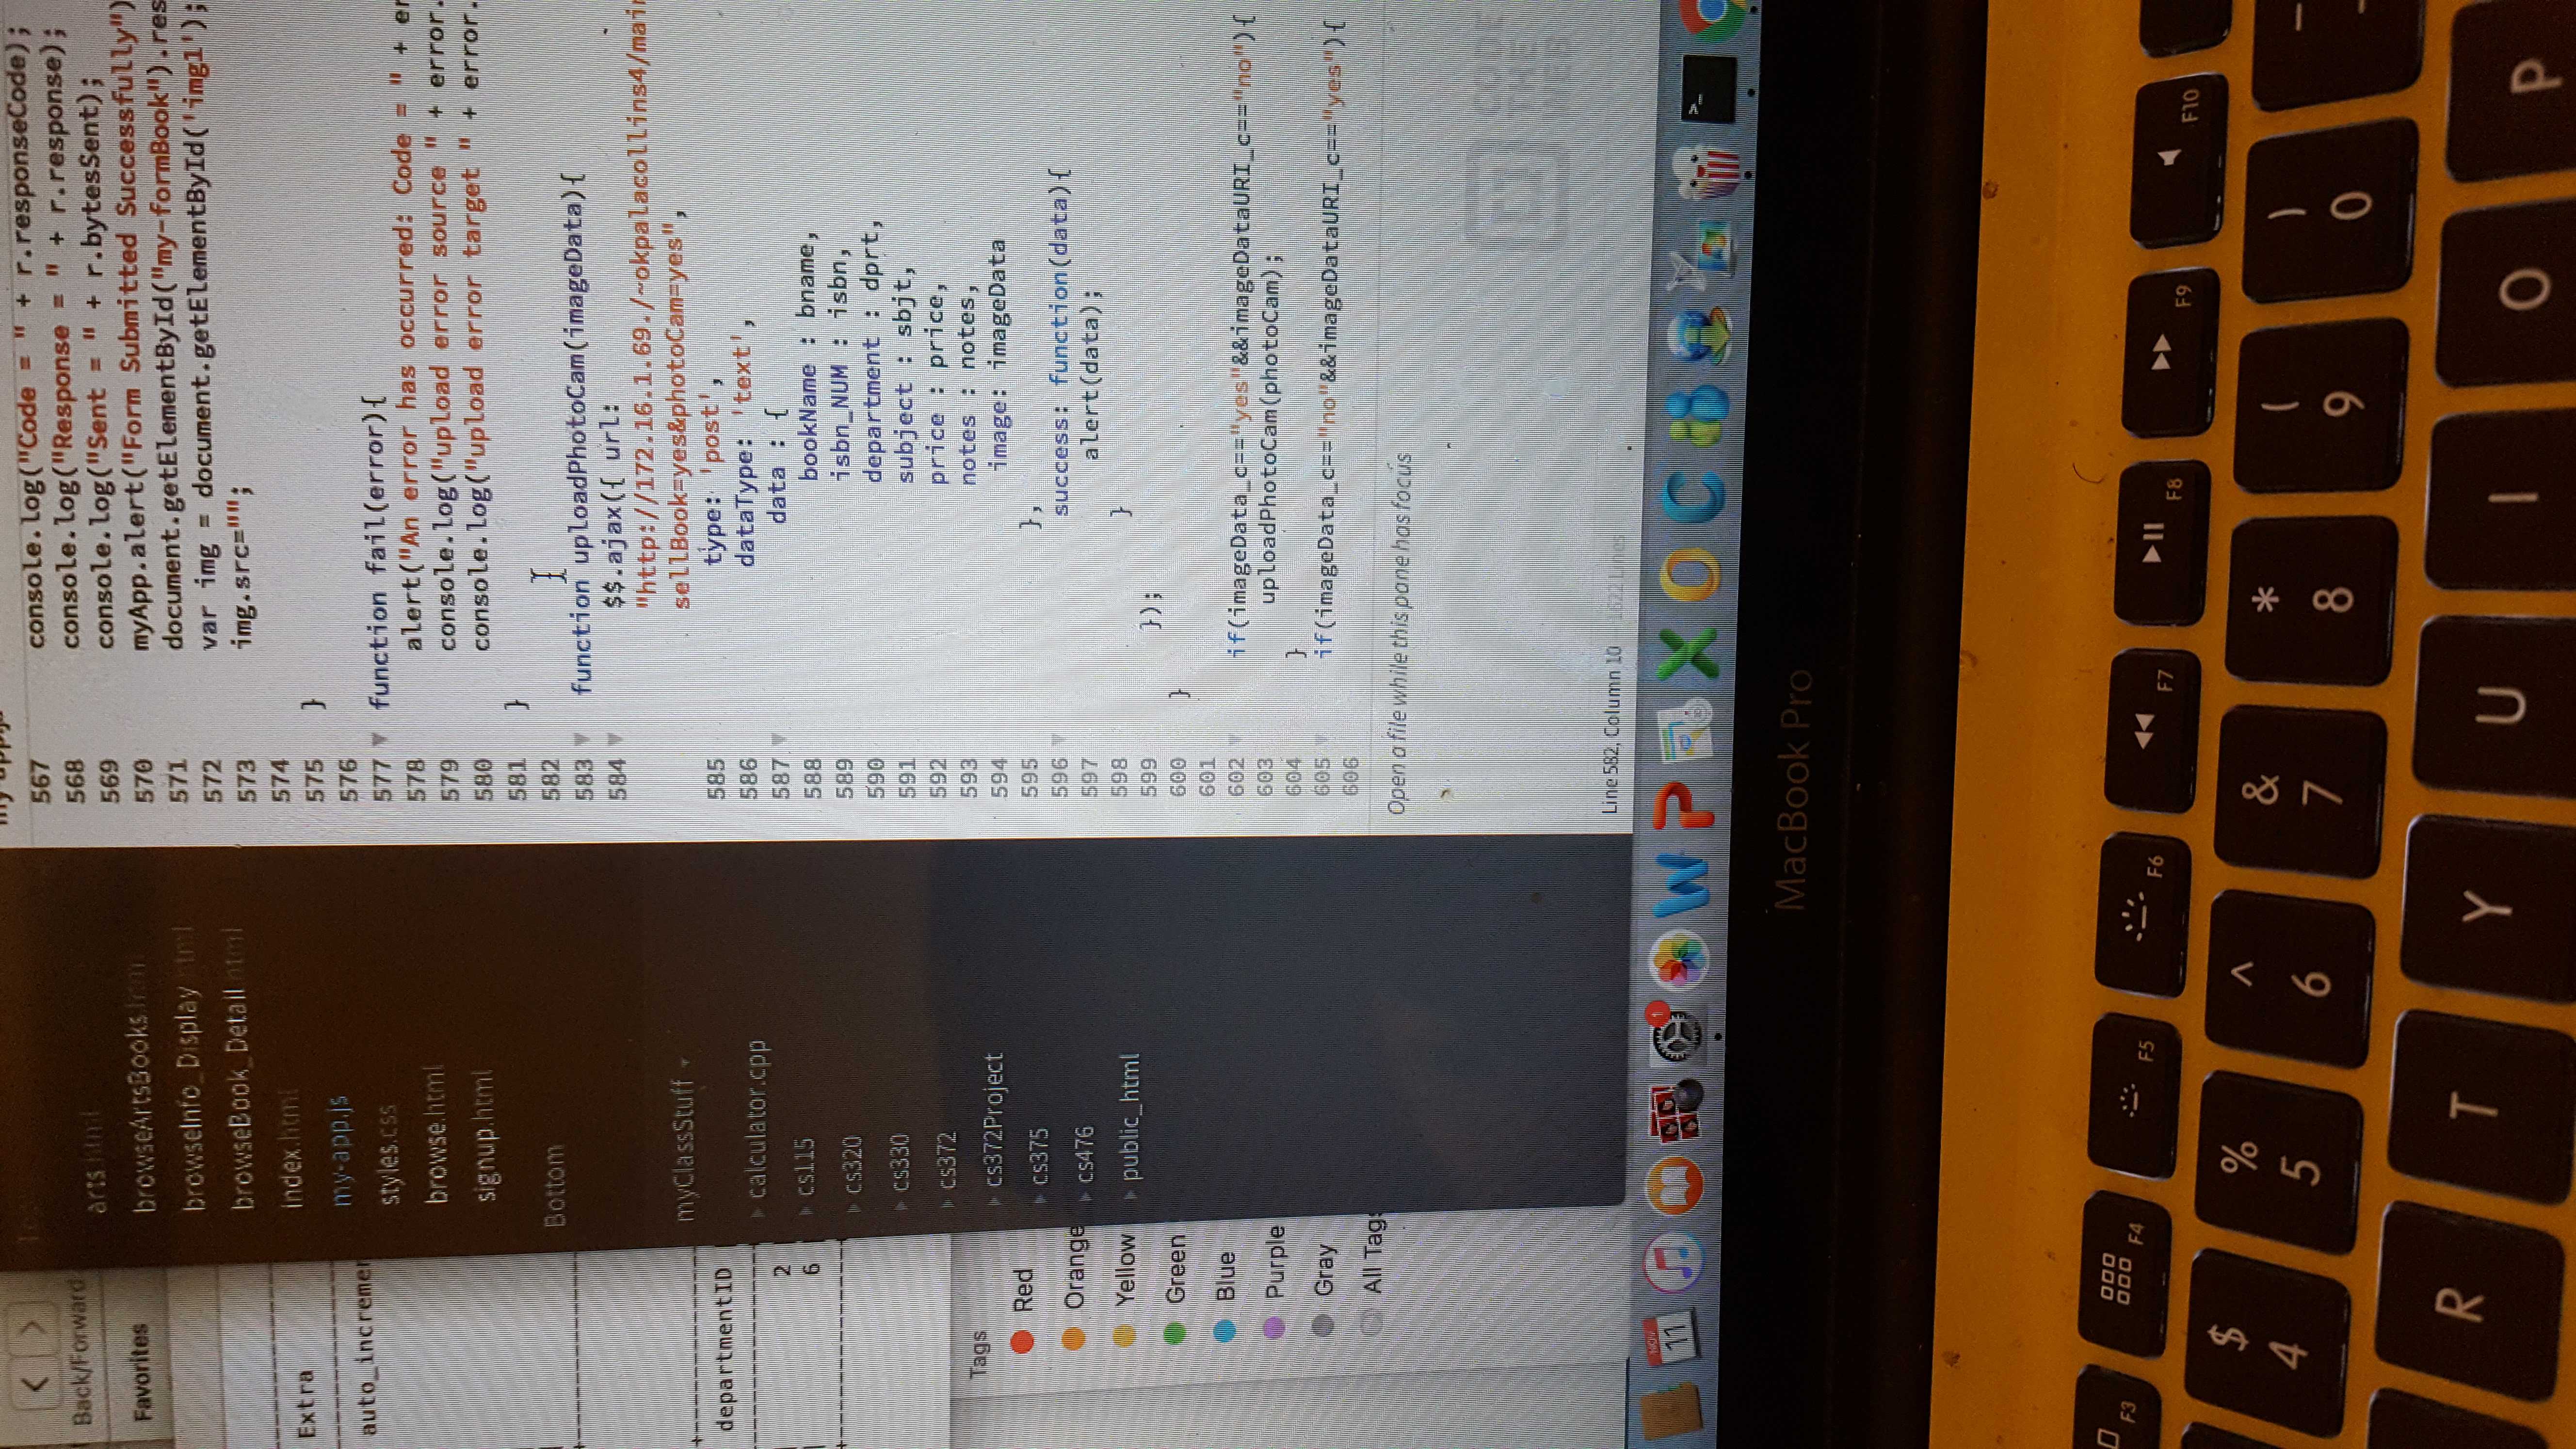 567 console.log("Code = " + r.responseCode);
568 console.log("Response = " + r.response);
569 console.log("Sent = " + r.bytesSent);
570 myApp.alert("Form Submitted Successfully")
571 document.getElementById("my-formBook").res
572 var img = document.getElementById('img1');
573 img.src="";
574
575 }
576
577 function fail(error){
578 alert("An error has occurred: Code = " + er
579 console.log("upload error source " + error.
580 console.log("upload error target " + error.
581 }
582
583 function uploadPhotoCam(imageData){
584 $$.ajax({ url:
"http://172.16.1.69./~okpalacollins4/main
sellBook=yes&photoCam=yes",
585 type: 'post',
586 dataType: 'text',
587 data : {
588 bookName : bname,
589 isbn_NUM : isbn,
590 department : dprt,
591 subject : sbjt,
592 price : price,
593 notes : notes,
594 image: imageData
595 },
596 success: function(data){
597 alert(data);
598 }
599 });
600 }
601
602 if(imageData_c=="yes"&&imageDataURI_c=="no"){
603 uploadPhotoCam(photoCam);
604 }
605 if(imageData_c=="no"&&imageDataURI_c=="yes"){
606
Open a file while this pane has focus
CODE
THE
WEB
Line 582, Column 10 — 1622 Lines
arts.html
browseArtsBooks.html
browseInfo_Display.html
browseBook_Detail.html
index.html
my-app.js
styles.css
browse.html
signup.html
Bottom
myClassStuff
calculator.cpp
cs115
cs320
cs330
cs372
cs372Project
cs375
cs476
public_html
Back/Forward
Favorites
Extra
auto_incremen
departmentID
2
6
Tags
Red
Orange
Yellow
Green
Blue
Purple
Gray
All Tags
NOV
11
1
W P X O C
MacBook Pro
F3 F4 F5 F6 F7 F8 F9 F10
$ % ^ & * ( )
4 5 6 7 8 9 0
R T Y U I O P